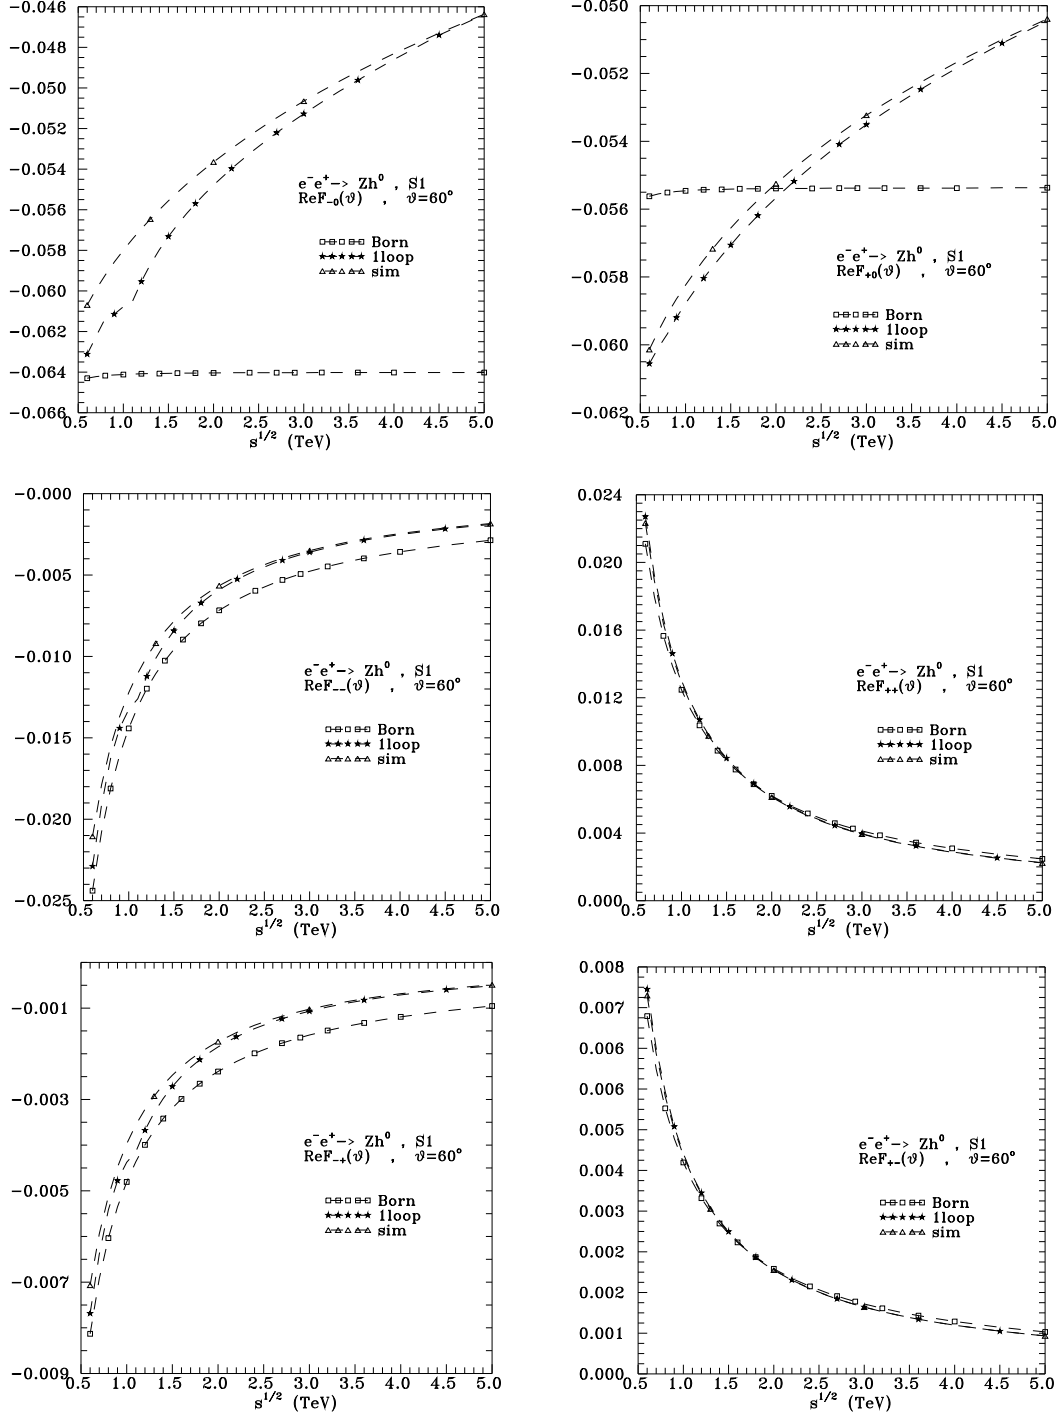 −0.046
−0.048
−0.050
−0.052
−0.054
−0.056
−0.058
−0.060
−0.062
−0.064
−0.066
e⁻e⁺−> Zh⁰ , S1
ReF₋₀(ϑ) , ϑ=60°
Born
1loop
sim
0.5 1.0 1.5 2.0 2.5 3.0 3.5 4.0 4.5 5.0
s^{1/2} (TeV)
−0.050
−0.052
−0.054
−0.056
−0.058
−0.060
−0.062
e⁻e⁺−> Zh⁰ , S1
ReF₊₀(ϑ) , ϑ=60°
Born
1loop
sim
0.5 1.0 1.5 2.0 2.5 3.0 3.5 4.0 4.5 5.0
s^{1/2} (TeV)
−0.000
−0.005
−0.010
−0.015
−0.020
−0.025
e⁻e⁺−> Zh⁰ , S1
ReF₋₋(ϑ) , ϑ=60°
Born
1loop
sim
0.5 1.0 1.5 2.0 2.5 3.0 3.5 4.0 4.5 5.0
s^{1/2} (TeV)
0.024
0.020
0.016
0.012
0.008
0.004
0.000
e⁻e⁺−> Zh⁰ , S1
ReF₊₊(ϑ) , ϑ=60°
Born
1loop
sim
0.5 1.0 1.5 2.0 2.5 3.0 3.5 4.0 4.5 5.0
s^{1/2} (TeV)
−0.001
−0.003
−0.005
−0.007
−0.009
e⁻e⁺−> Zh⁰ , S1
ReF₋₊(ϑ) , ϑ=60°
Born
1loop
sim
0.5 1.0 1.5 2.0 2.5 3.0 3.5 4.0 4.5 5.0
s^{1/2} (TeV)
0.008
0.007
0.006
0.005
0.004
0.003
0.002
0.002
0.001
0.000
e⁻e⁺−> Zh⁰ , S1
ReF₊₋(ϑ) , ϑ=60°
Born
1loop
sim
0.5 1.0 1.5 2.0 2.5 3.0 3.5 4.0 4.5 5.0
s^{1/2} (TeV)